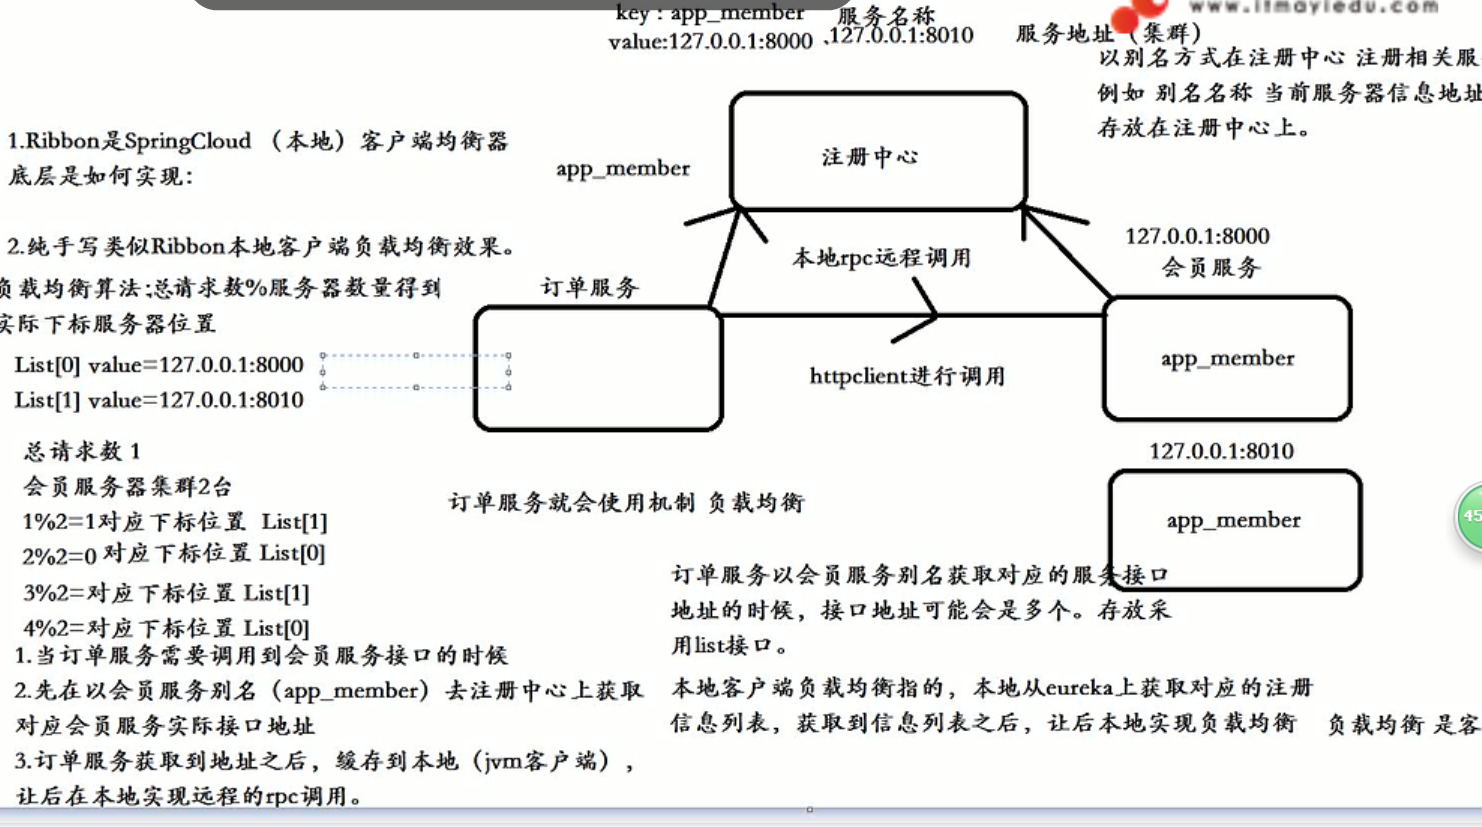 key : app_member 服务名称
value:127.0.0.1:8000 、127.0.0.1:8010 服务地址（集群）
www.itmayiedu.com
以别名方式在注册中心 注册相关服
例如 别名名称 当前服务器信息地址
存放在注册中心上。
1.Ribbon是SpringCloud （本地）客户端均衡器
底层是如何实现：
app_member
注册中心
2.纯手写类似Ribbon本地客户端负载均衡效果。
负载均衡算法;总请求数%服务器数量得到
实际下标服务器位置
List[0] value=127.0.0.1:8000
List[1] value=127.0.0.1:8010
订单服务
本地rpc远程调用
httpclient进行调用
127.0.0.1:8000
会员服务
app_member
127.0.0.1:8010
app_member
45
总请求数 1
会员服务器集群2台
1%2=1对应下标位置 List[1]
2%2=0 对应下标位置 List[0]
3%2=对应下标位置 List[1]
4%2=对应下标位置 List[0]
订单服务就会使用机制 负载均衡
1.当订单服务需要调用到会员服务接口的时候
2.先在以会员服务别名（app_member）去注册中心上获取
对应会员服务实际接口地址
3.订单服务获取到地址之后，缓存到本地（jvm客户端），
让后在本地实现远程的rpc调用。
订单服务以会员服务别名获取对应的服务接口
地址的时候，接口地址可能会是多个。存放采
用list接口。
本地客户端负载均衡指的，本地从eureka上获取对应的注册
信息列表，获取到信息列表之后，让后本地实现负载均衡
负载均衡 是客